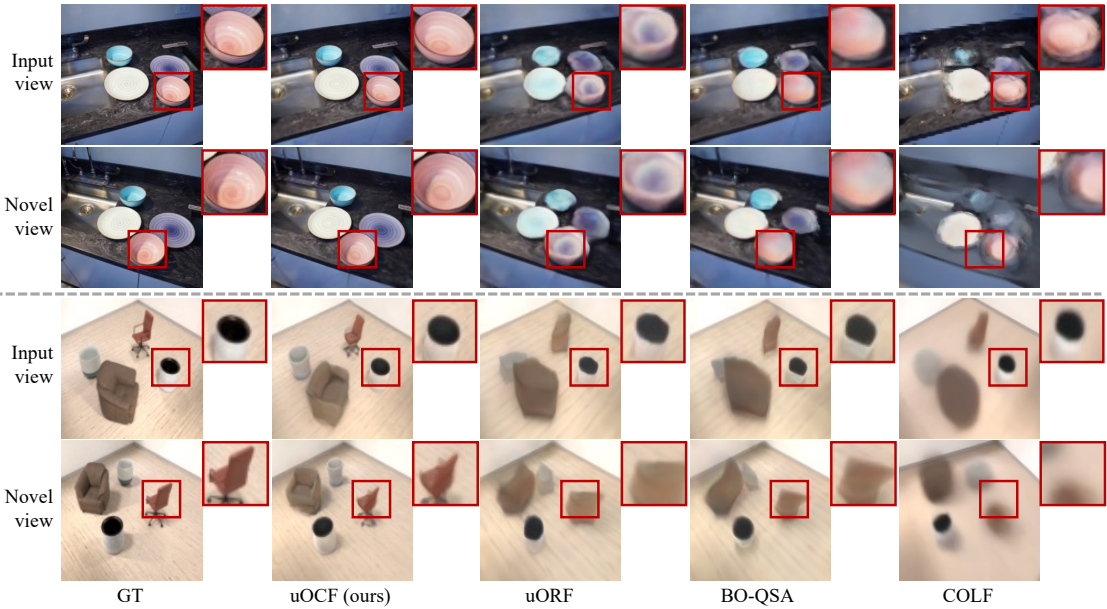 Input
view
Novel
view
Input
view
Novel
view
GT uOCF (ours) uORF BO-QSA COLF